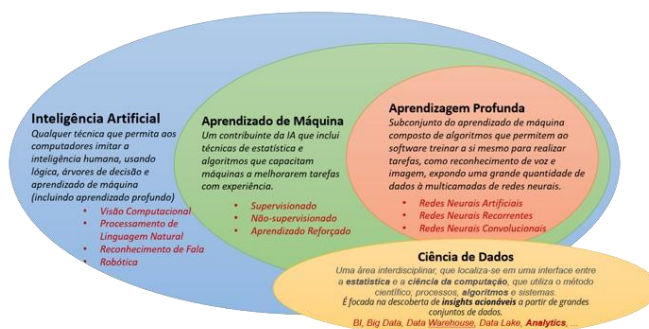 Inteligência Artificial
Qualquer técnica que permita aos
computadores imitar a
inteligência humana, usando
lógica, árvores de decisão e
aprendizado de máquina
(incluindo aprendizado profundo)
• Visão Computacional
• Processamento de
Linguagem Natural
• Reconhecimento de Fala
• Robótica
Aprendizado de Máquina
Um contribuinte da IA que inclui
técnicas de estatística e
algoritmos que capacitam
máquinas a melhorarem tarefas
com experiência.
• Supervisionado
• Não-supervisionado
• Aprendizado Reforçado
Aprendizagem Profunda
Subconjunto do aprendizado de máquina
composto de algoritmos que permitem ao
software treinar a si mesmo para realizar
tarefas, como reconhecimento de voz e
imagem, expondo uma grande quantidade de
dados à multicamadas de redes neurais.
• Redes Neurais Artificiais
• Redes Neurais Recorrentes
• Redes Neurais Convolucionais
Ciência de Dados
Uma área interdisciplinar, que localiza-se em uma interface entre
a estatística e a ciência da computação, que utiliza o método
científico, processos, algoritmos e sistemas.
É focada na descoberta de insights acionáveis a partir de grandes
conjuntos de dados.
BI, Big Data, Data Warehouse, Data Lake, Analytics, ...